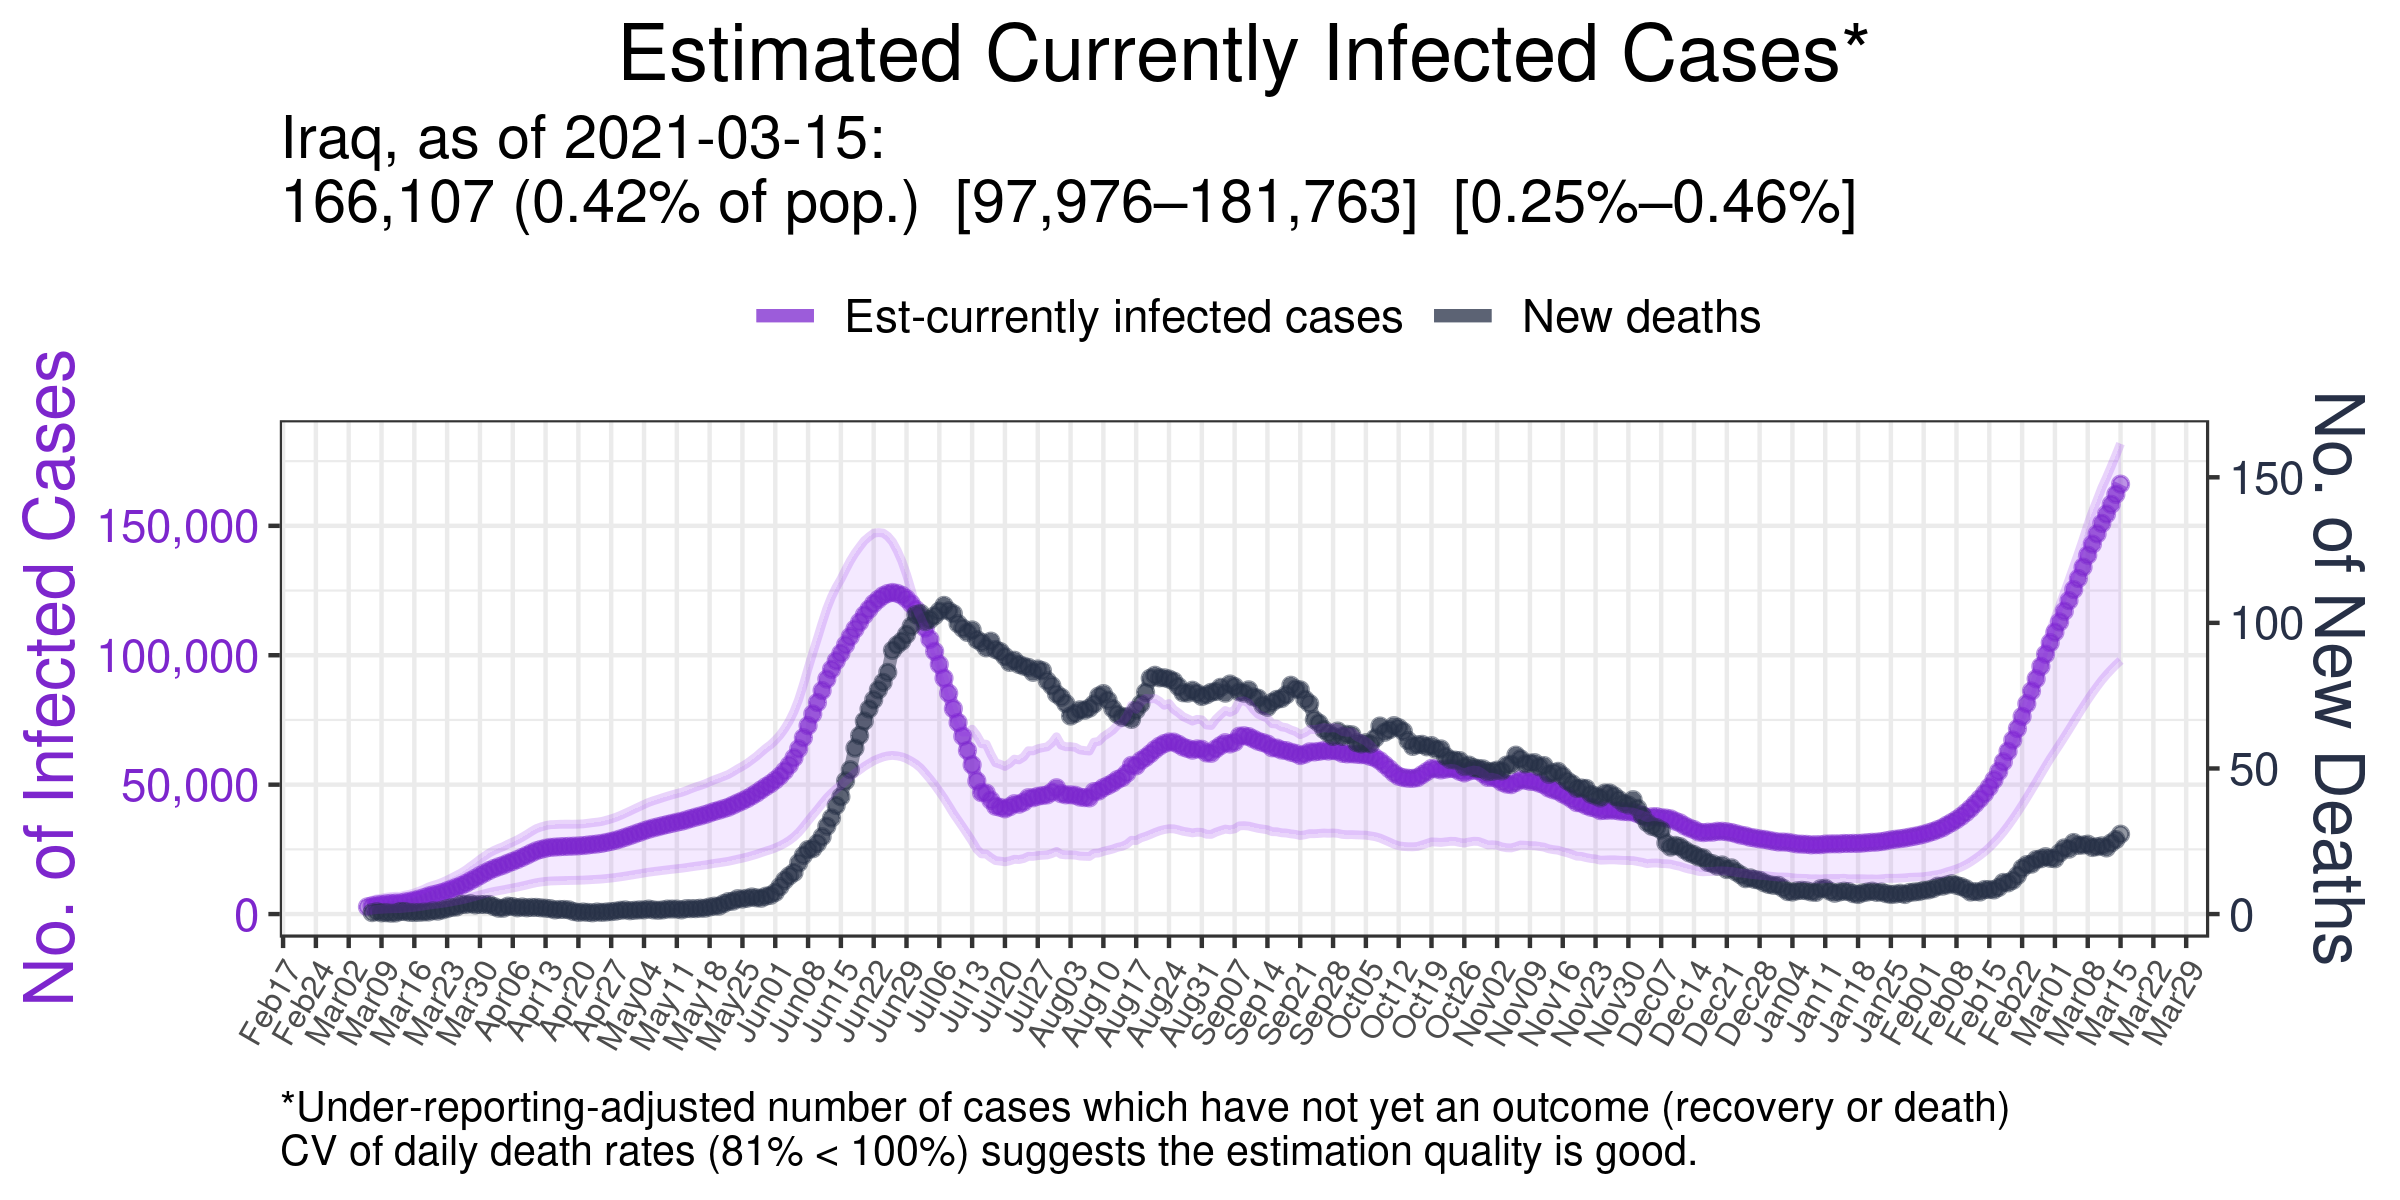 Estimated Currently Infected Cases*
Iraq, as of 2021-03-15:
166,107 (0.42% of pop.)  [97,976–181,763]  [0.25%–0.46%]
Est-currently infected cases
New deaths
No. of Infected Cases
150,000
100,000
50,000
0
No. of New Deaths
150
100
50
0
Feb17
Feb24
Mar02
Mar09
Mar16
Mar23
Mar30
Apr06
Apr13
Apr20
Apr27
May04
May11
May18
May25
Jun01
Jun08
Jun15
Jun22
Jun29
Jul06
Jul13
Jul20
Jul27
Aug03
Aug10
Aug17
Aug24
Aug31
Sep07
Sep14
Sep21
Sep28
Oct05
Oct12
Oct19
Oct26
Nov02
Nov09
Nov16
Nov23
Nov30
Dec07
Dec14
Dec21
Dec28
Jan04
Jan11
Jan18
Jan25
Feb01
Feb08
Feb15
Feb22
Mar01
Mar08
Mar15
Mar22
Mar29
*Under-reporting-adjusted number of cases which have not yet an outcome (recovery or death)
CV of daily death rates (81% < 100%) suggests the estimation quality is good.